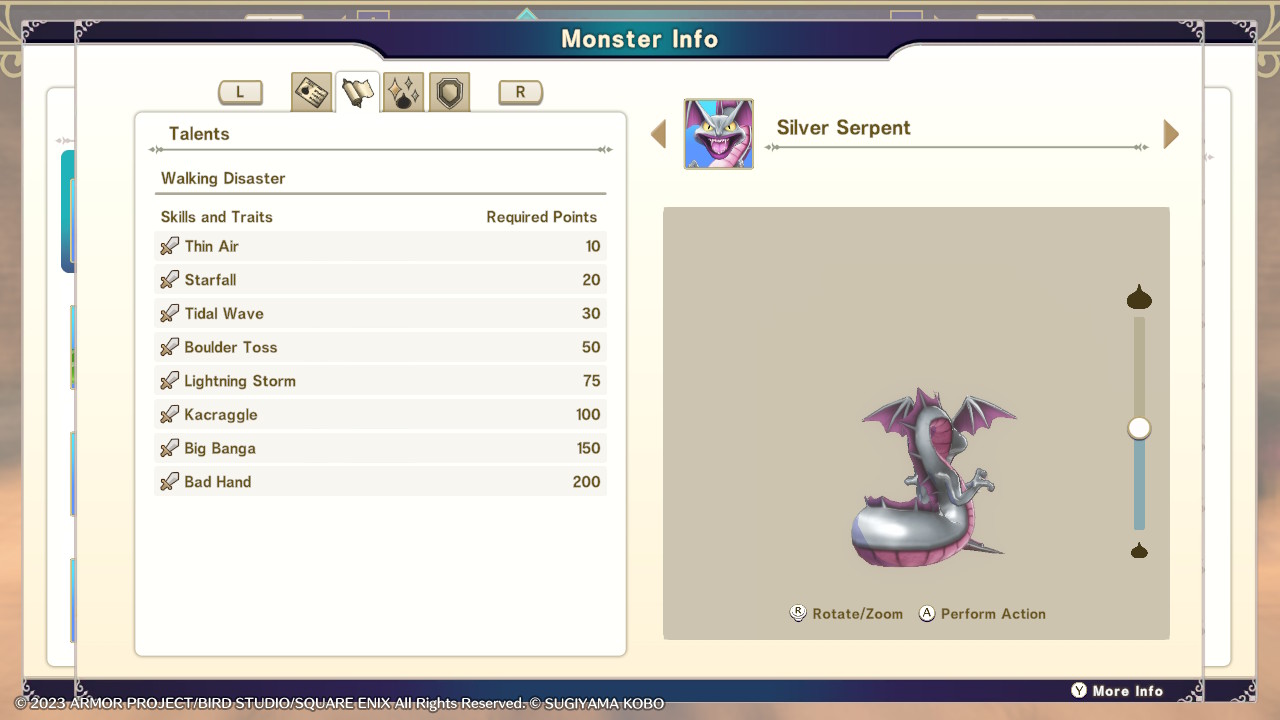 Monster Info
L
R
Talents
Walking Disaster
Skills and Traits Required Points
Thin Air 10
Starfall 20
Tidal Wave 30
Boulder Toss 50
Lightning Storm 75
Kacraggle 100
Big Banga 150
Bad Hand 200
Silver Serpent
R Rotate/Zoom A Perform Action
Y More Info
© 2023 ARMOR PROJECT/BIRD STUDIO/SQUARE ENIX All Rights Reserved. © SUGIYAMA KOBO